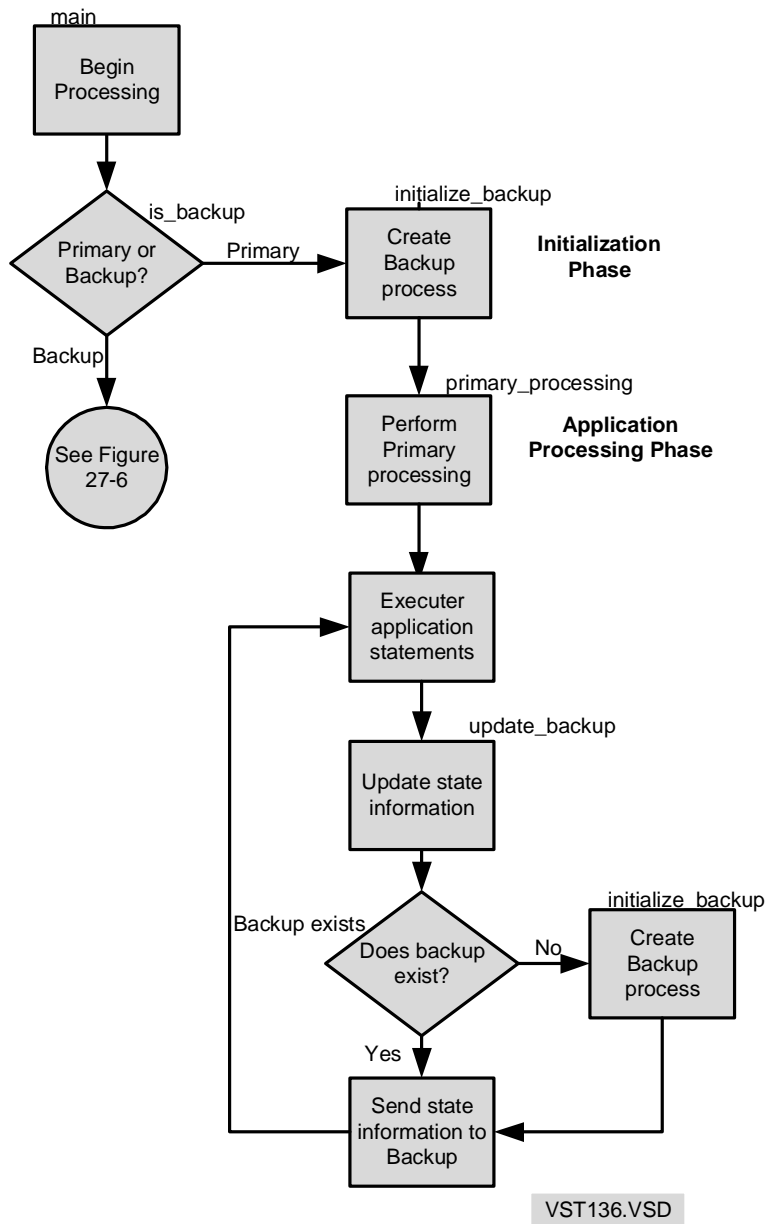 main
Begin
Processing
is_backup
Primary or
Backup?
Primary
Backup
See Figure
27-6
initialize_backup
Create
Backup
process
Initialization
Phase
primary_processing
Perform
Primary
processing
Application
Processing Phase
Executer
application
statements
update_backup
Update state
information
Backup exists
Does backup
exist?
No
initialize_backup
Create
Backup
process
Yes
Send state
information to
Backup
VST136.VSD